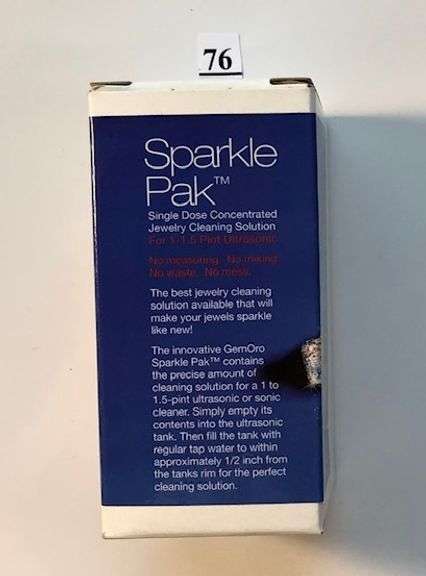 76
Sparkle
Pak™
Single Dose Concentrated
Jewelry Cleaning Solution
For 1-1.5 Pint Ultrasonic
No measuring. No mixing.
No waste. No mess.
The best jewelry cleaning
solution available that will
make your jewels sparkle
like new!
The innovative GemOro
Sparkle Pak™ contains
the precise amount of
cleaning solution for a 1 to
1.5-pint ultrasonic or sonic
cleaner. Simply empty its
contents into the ultrasonic
tank. Then fill the tank with
regular tap water to within
approximately 1/2 inch from
the tanks rim for the perfect
cleaning solution.